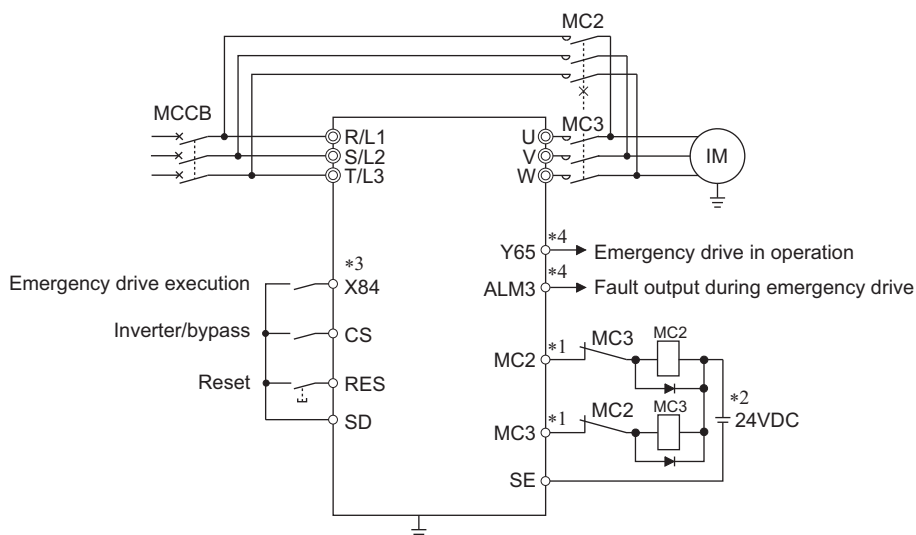 MC2
MCCB
MC3
R/L1
U
S/L2
V
IM
T/L3
W
*4
Y65
Emergency drive in operation
*3
*4
Emergency drive execution
X84
ALM3
Fault output during emergency drive
Inverter/bypass
CS
MC2
*1
MC3
MC2
Reset
RES
*2
24VDC
SD
MC3
*1
MC2
MC3
SE